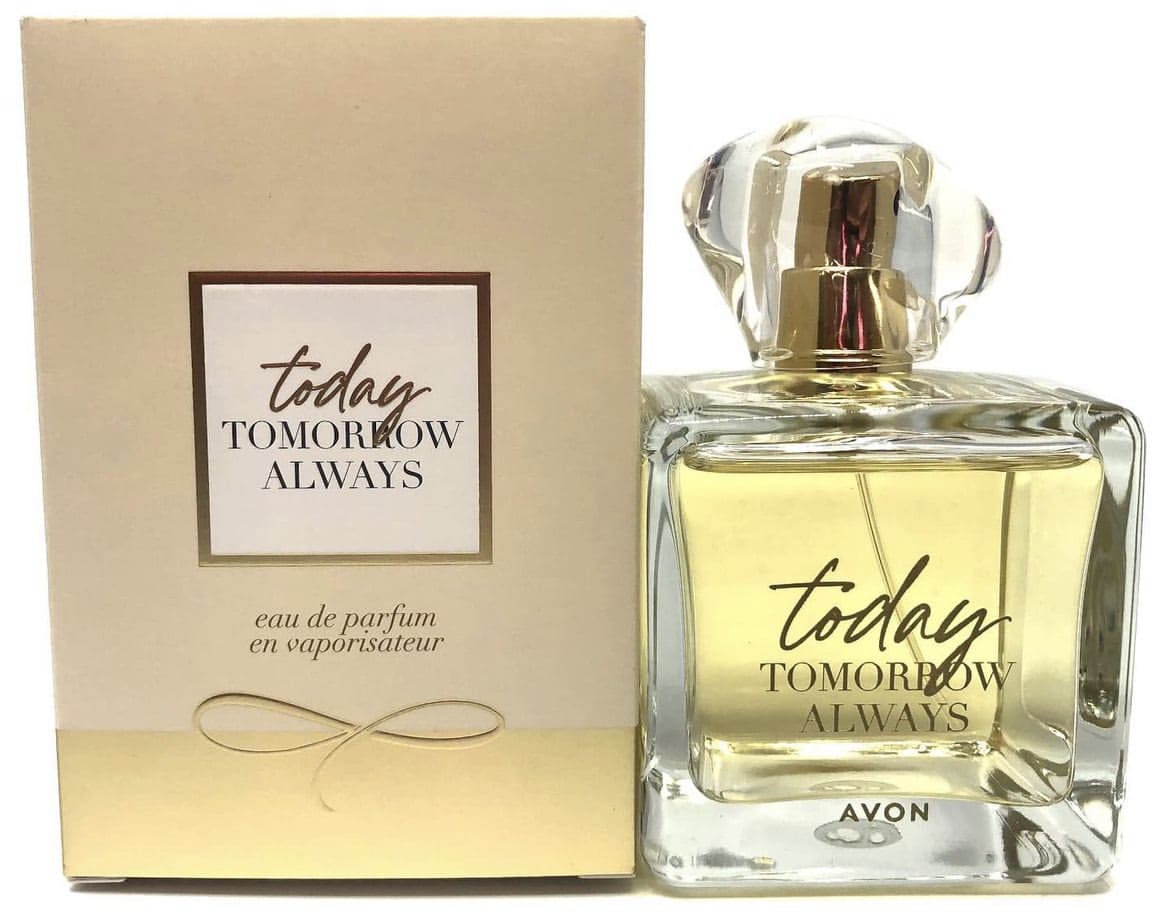 today
TOMORROW
ALWAYS
eau de parfum
en vaporisateur
today
TOMORROW
ALWAYS
AVON